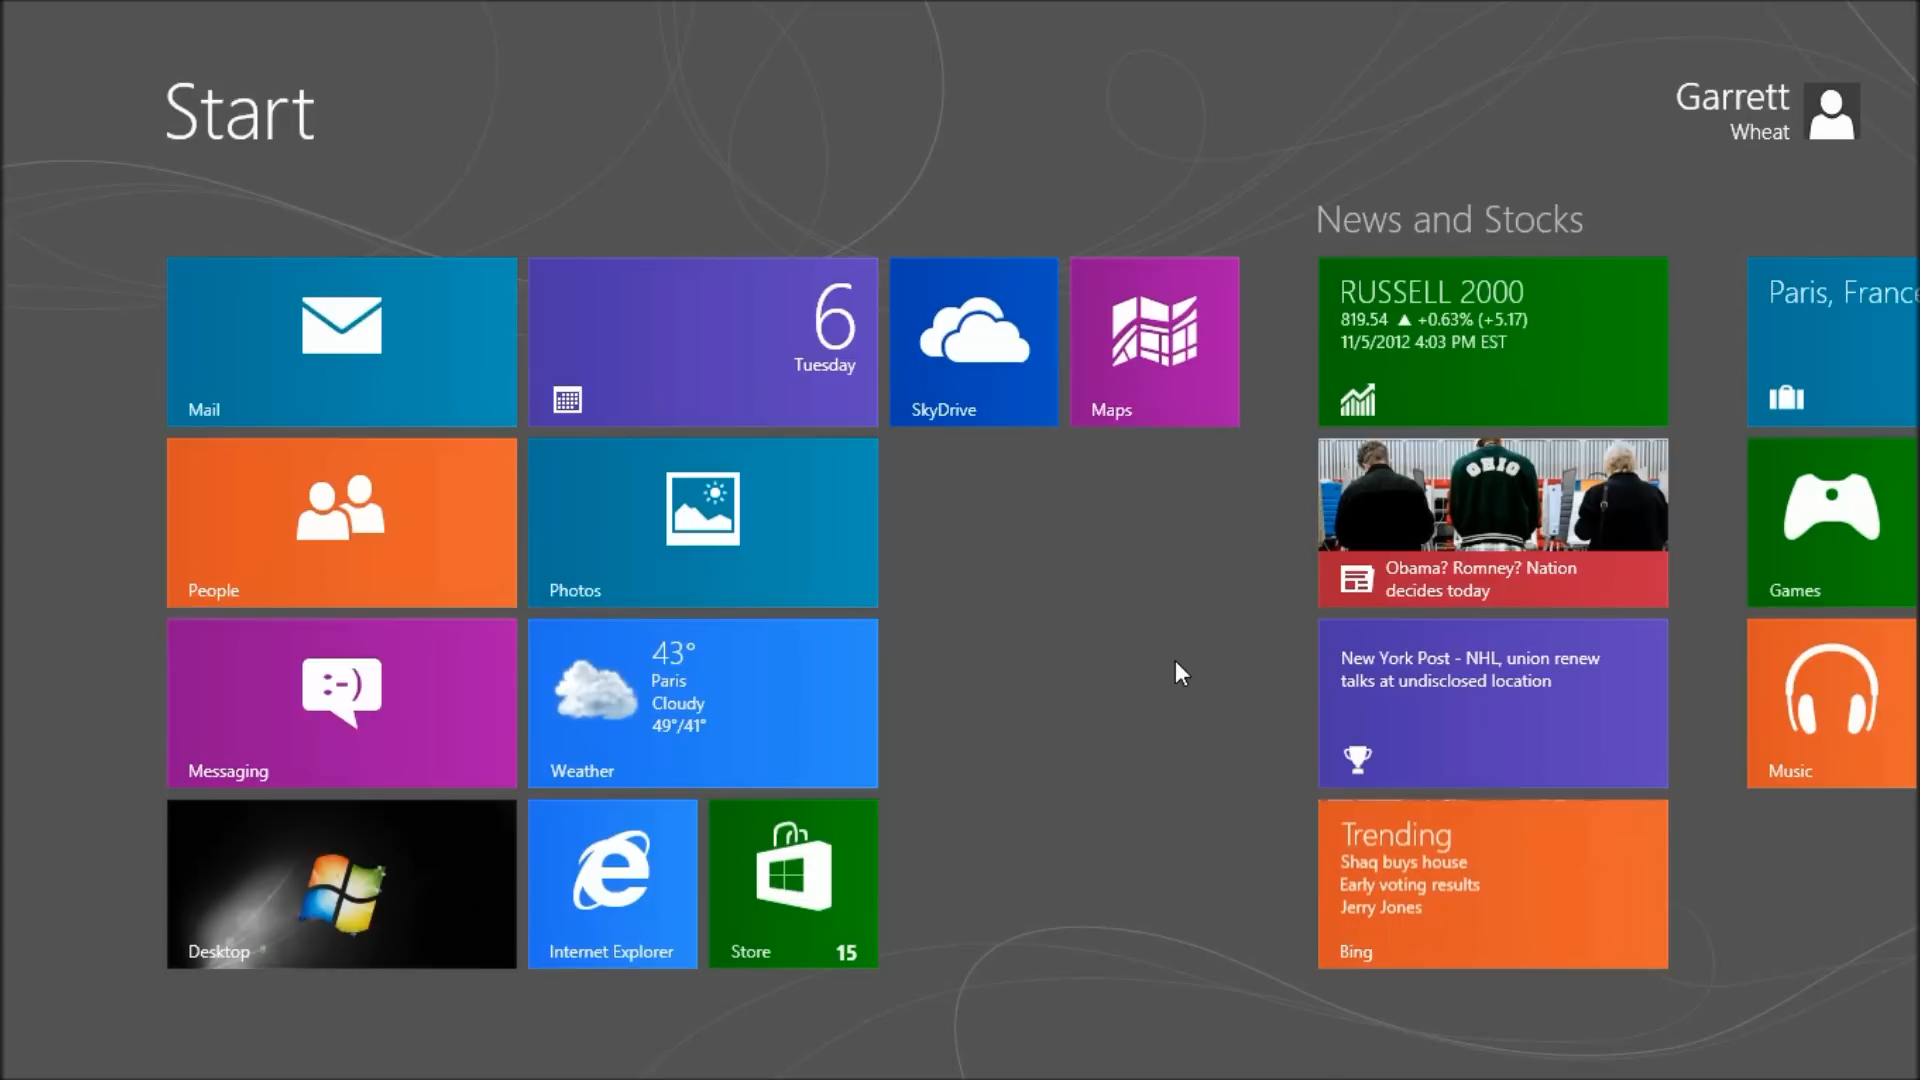 Start
Garrett
Wheat
News and Stocks
Mail
6
Tuesday
SkyDrive
Maps
RUSSELL 2000
819.54 ▲ +0.63% (+5.17)
11/5/2012 4:03 PM EST
Paris, France
People
Photos
OHIO
Obama? Romney? Nation
decides today
Games
Messaging
:-)
43°
Paris
Cloudy
49°/41°
Weather
New York Post - NHL, union renew
talks at undisclosed location
Music
Desktop
Internet Explorer
Store
15
Trending
Shaq buys house
Early voting results
Jerry Jones
Bing